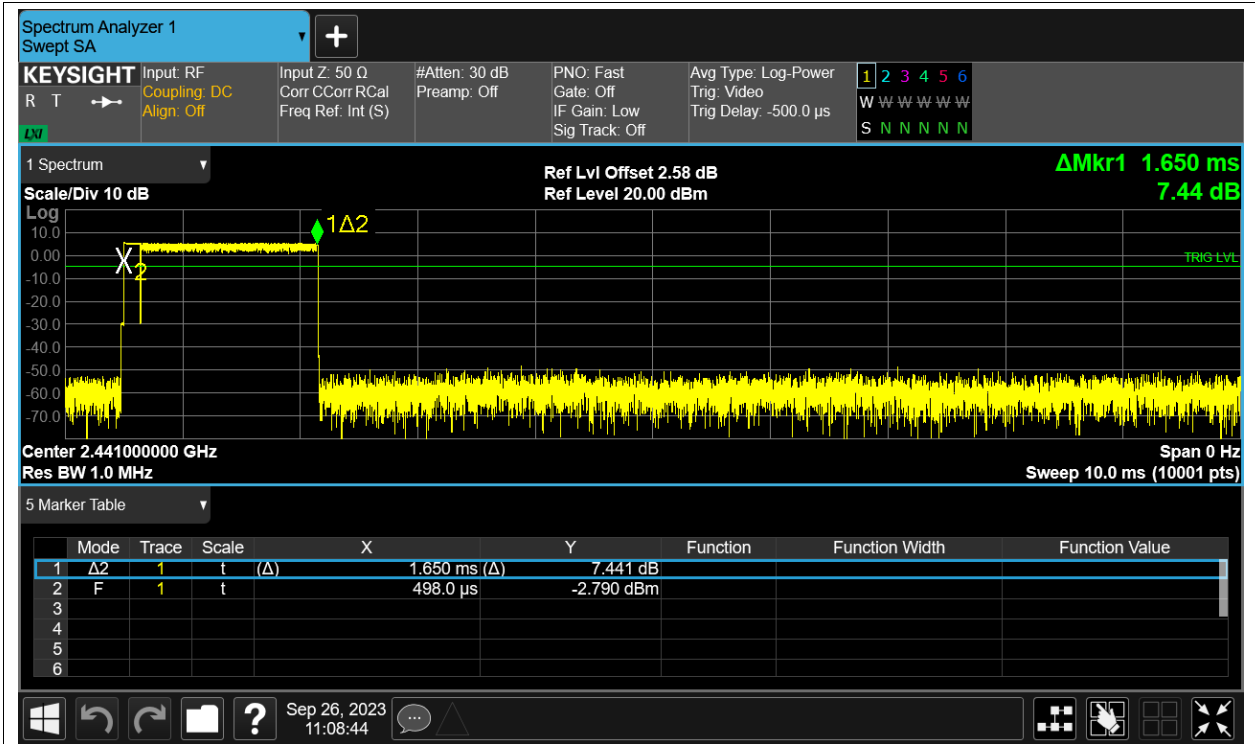 Spectrum Analyzer 1
Swept SA
KEYSIGHT
R T
LXI
Input: RF
Coupling: DC
Align: Off
Input Z: 50 Ω
Corr CCorr RCal
Freq Ref: Int (S)
#Atten: 30 dB
Preamp: Off
PNO: Fast
Gate: Off
IF Gain: Low
Sig Track: Off
Avg Type: Log-Power
Trig: Video
Trig Delay: -500.0 µs
1 2 3 4 5 6
W W W W W W
S N N N N N
1 Spectrum
Scale/Div 10 dB
Ref Lvl Offset 2.58 dB
Ref Level 20.00 dBm
ΔMkr1 1.650 ms
7.44 dB
Log
1Δ2
10.0
0.00
TRIG LVL
X
2
-10.0
-20.0
-30.0
-40.0
-50.0
-60.0
-70.0
Center 2.441000000 GHz
Span 0 Hz
Res BW 1.0 MHz
Sweep 10.0 ms (10001 pts)
5 Marker Table
Mode Trace Scale X Y Function Function Width Function Value
1 Δ2 1 t (Δ) 1.650 ms (Δ) 7.441 dB
2 F 1 t 498.0 µs -2.790 dBm
3
4
5
6
?
Sep 26, 2023
11:08:44